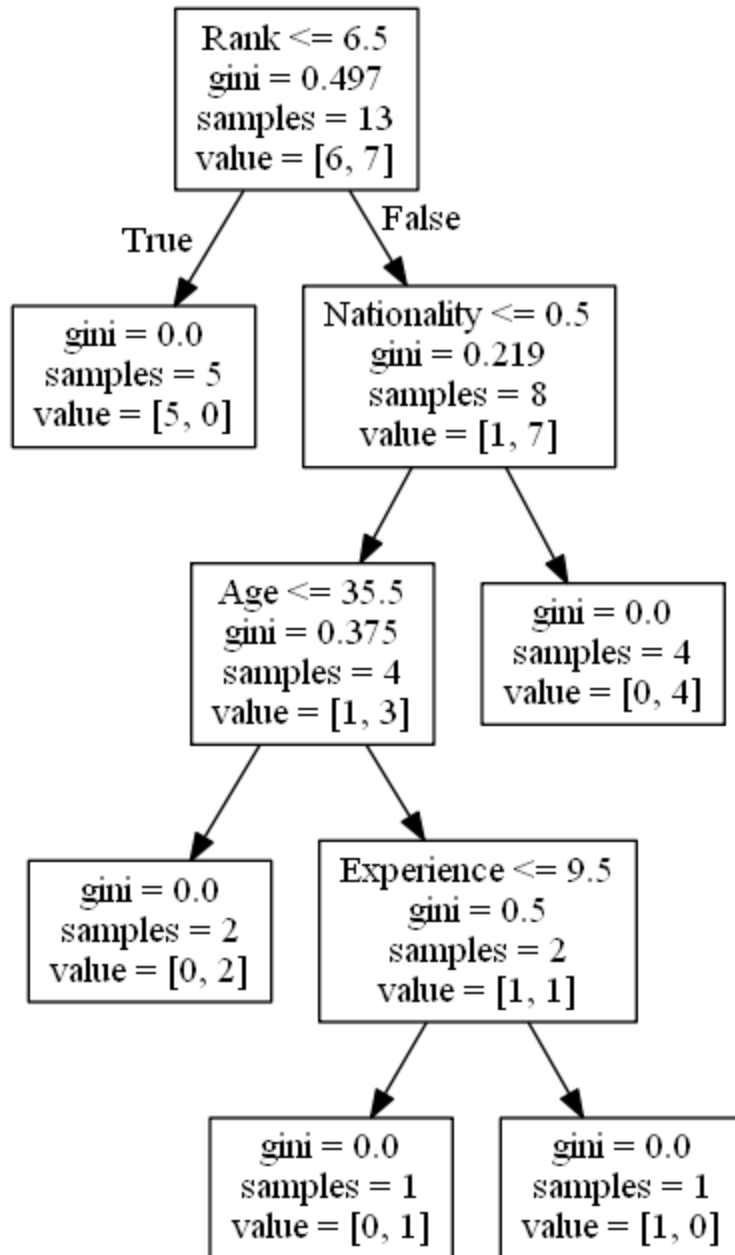 Rank <= 6.5
gini = 0.497
samples = 13
value = [6, 7]
True
False
gini = 0.0
samples = 5
value = [5, 0]
Nationality <= 0.5
gini = 0.219
samples = 8
value = [1, 7]
Age <= 35.5
gini = 0.375
samples = 4
value = [1, 3]
gini = 0.0
samples = 4
value = [0, 4]
gini = 0.0
samples = 2
value = [0, 2]
Experience <= 9.5
gini = 0.5
samples = 2
value = [1, 1]
gini = 0.0
samples = 1
value = [0, 1]
gini = 0.0
samples = 1
value = [1, 0]